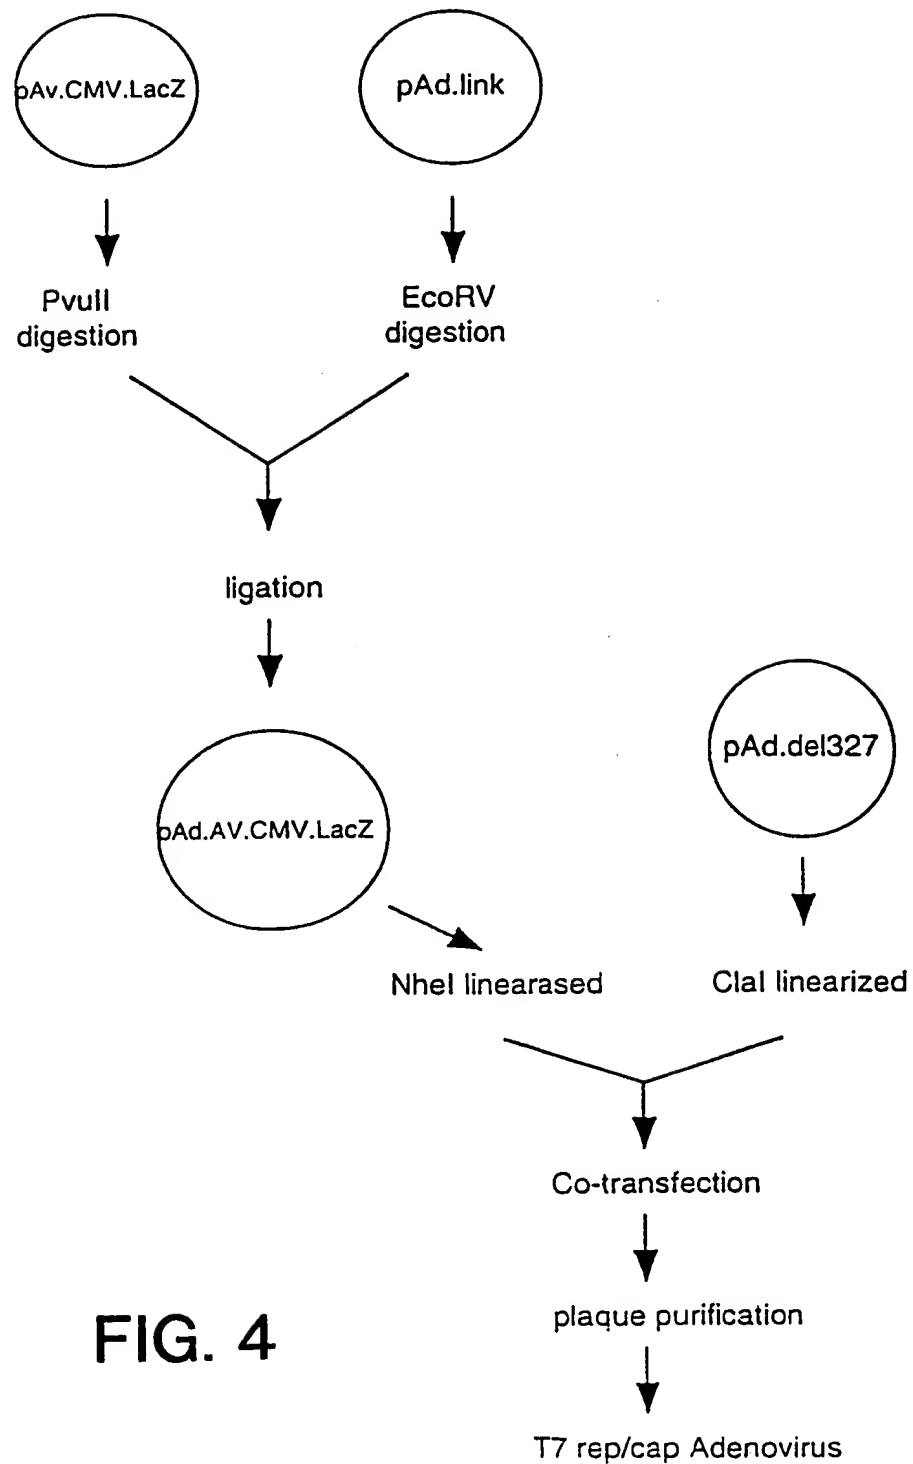 pAv.CMV.LacZ
pAd.link
PvuII
digestion
EcoRV
digestion
ligation
pAd.AV.CMV.LacZ
pAd.del327
NheI linearased
ClaI linearized
Co-transfection
plaque purification
T7 rep/cap Adenovirus
FIG. 4